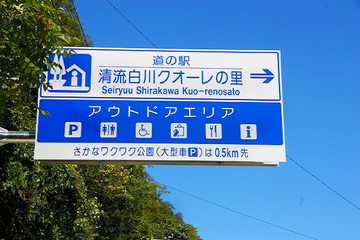 道の駅
清流白川クオーレの里
Seiryuu Shirakawa Kuo-renosato
アウトドアエリア
P
i
さかなワクワク公園(大型車P)は0.5km先